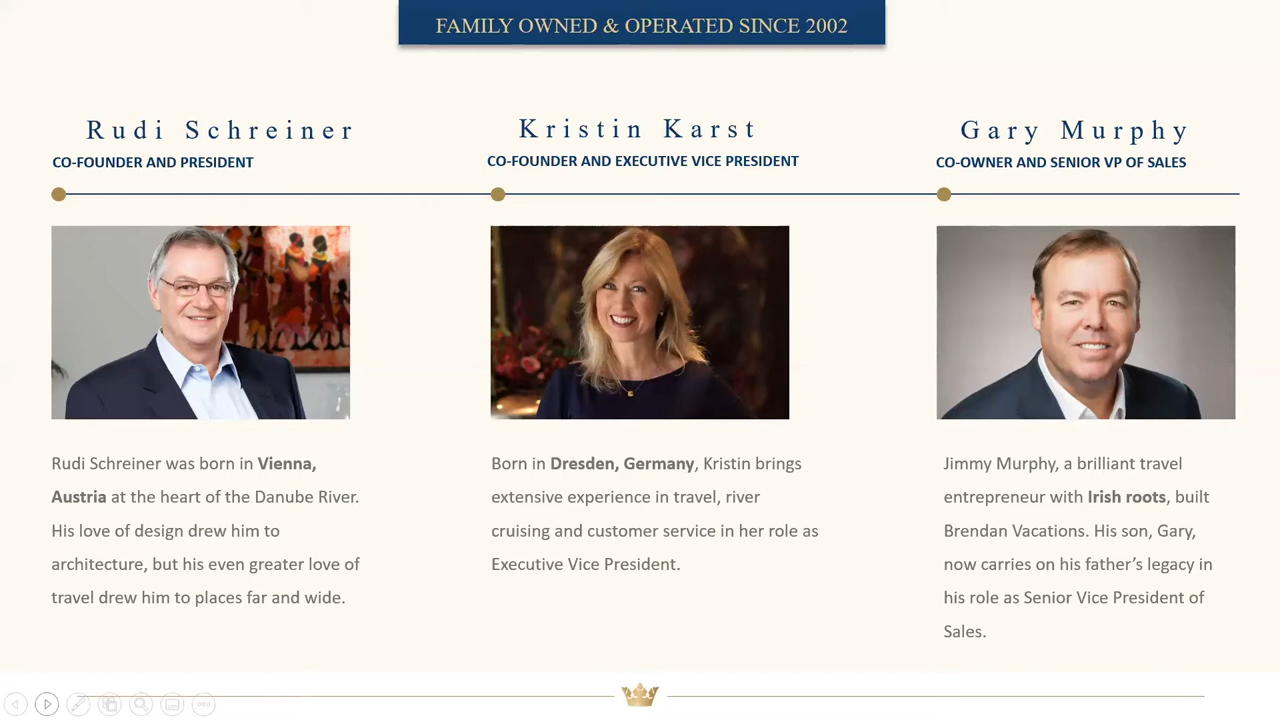 FAMILY OWNED & OPERATED SINCE 2002
Rudi Schreiner
CO-FOUNDER AND PRESIDENT
Rudi Schreiner was born in Vienna,
Austria at the heart of the Danube River.
His love of design drew him to
architecture, but his even greater love of
travel drew him to places far and wide.
Kristin Karst
CO-FOUNDER AND EXECUTIVE VICE PRESIDENT
Born in Dresden, Germany, Kristin brings
extensive experience in travel, river
cruising and customer service in her role as
Executive Vice President.
Gary Murphy
CO-OWNER AND SENIOR VP OF SALES
Jimmy Murphy, a brilliant travel
entrepreneur with Irish roots, built
Brendan Vacations. His son, Gary,
now carries on his father’s legacy in
his role as Senior Vice President of
Sales.